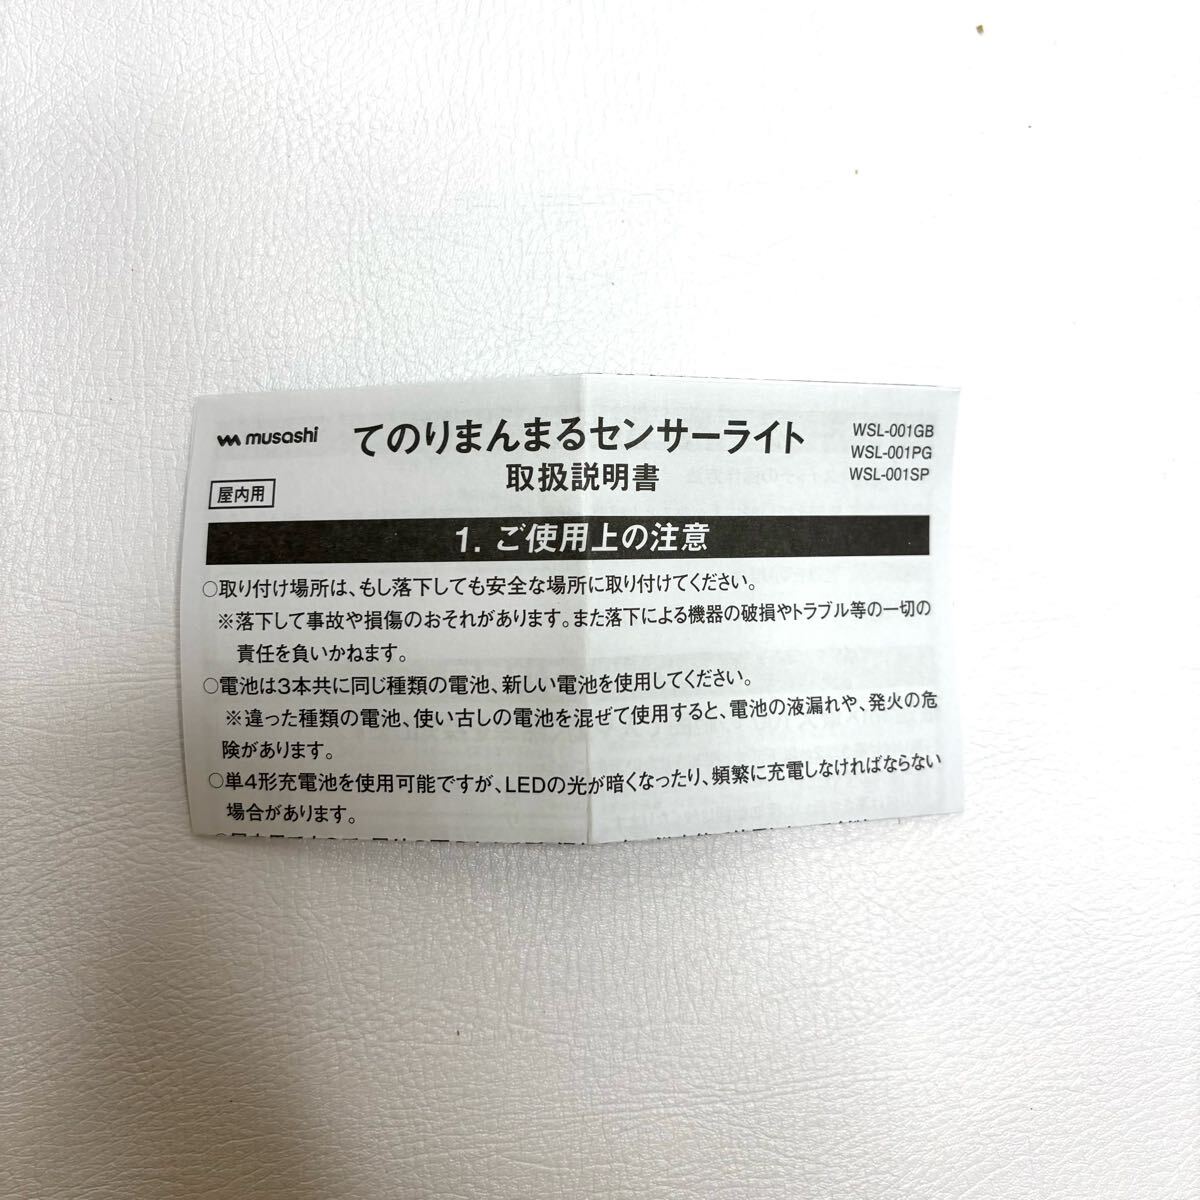 musashi
てのりまんまるセンサーライト
取扱説明書
WSL-001GB
WSL-001PG
WSL-001SP
屋内用
1. ご使用上の注意
○取り付け場所は、もし落下しても安全な場所に取り付けてください。
※落下して事故や損傷のおそれがあります。また落下による機器の破損やトラブル等の一切の
責任を負いかねます。
○電池は3本共に同じ種類の電池、新しい電池を使用してください。
※違った種類の電池、使い古しの電池を混ぜて使用すると、電池の液漏れや、発火の危
険があります。
○単4形充電池を使用可能ですが、LEDの光が暗くなったり、頻繁に充電しなければならない
場合があります。